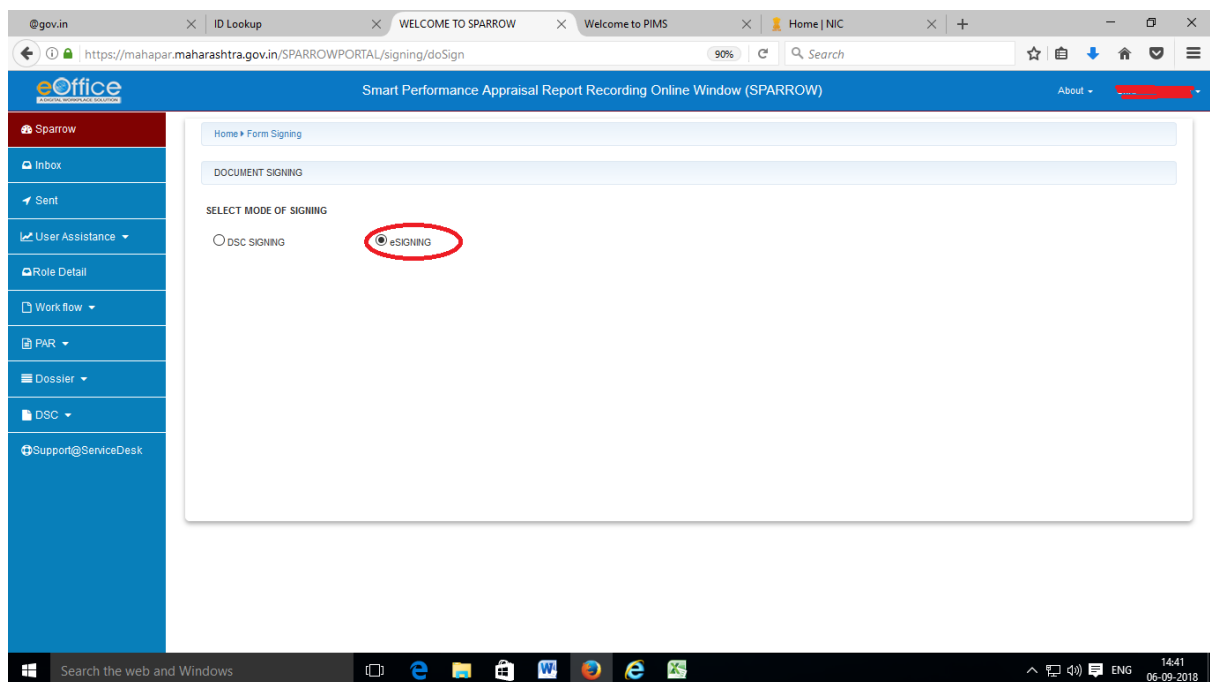 @gov.in
ID Lookup
WELCOME TO SPARROW
Welcome to PIMS
Home | NIC
https://mahapar.maharashtra.gov.in/SPARROWPORTAL/signing/doSign
90%
Search
eOffice
A DIGITAL WORKPLACE SOLUTION
Smart Performance Appraisal Report Recording Online Window (SPARROW)
About
Sparrow
Inbox
Sent
User Assistance
Role Detail
Work flow
PAR
Dossier
DSC
Support@ServiceDesk
Home
Form Signing
DOCUMENT SIGNING
SELECT MODE OF SIGNING
DSC SIGNING
eSIGNING
Search the web and Windows
ENG
14:41
06-09-2018